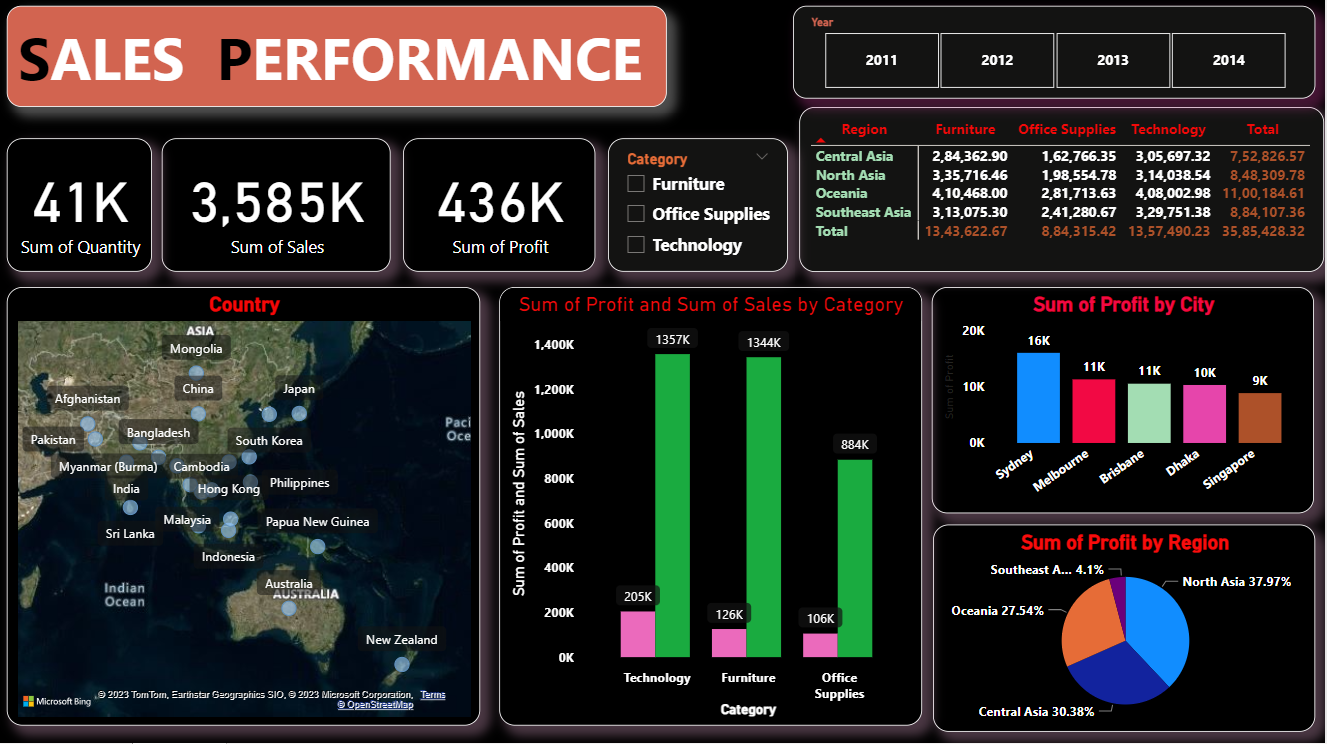 SALES PERFORMANCE
Year
2011 2012 2013 2014
41K
Sum of Quantity
3,585K
Sum of Sales
436K
Sum of Profit
Category
Furniture
Office Supplies
Technology
Region Furniture Office Supplies Technology Total
Central Asia 2,84,362.90 1,62,766.35 3,05,697.32 7,52,826.57
North Asia 3,35,716.46 1,98,554.78 3,14,038.54 8,48,309.78
Oceania 4,10,468.00 2,81,713.63 4,08,002.98 11,00,184.61
Southeast Asia 3,13,075.30 2,41,280.67 3,29,751.38 8,84,107.36
Total 13,43,622.67 8,84,315.42 13,57,490.23 35,85,428.32
Country
ASIA
Mongolia
China
Japan
Afghanistan
Paci
Oce
Pakistan
Bangladesh
South Korea
Myanmar (Burma)
Cambodia
India
Hong Kong
Philippines
Sri Lanka
Malaysia
Papua New Guinea
Indonesia
Indian
Ocean
Australia
AUSTRALIA
New Zealand
Microsoft Bing
© 2023 TomTom, Earthstar Geographics SIO, © 2023 Microsoft Corporation, Terms
© OpenStreetMap
Sum of Profit and Sum of Sales by Category
Sum of Profit and Sum of Sales
1,400K
1,200K
1,000K
800K
600K
400K
200K
0K
1357K
1344K
884K
205K
126K
106K
Technology
Furniture
Office
Supplies
Category
Sum of Profit by City
Sum of Profit
20K
10K
0K
16K
11K
11K
10K
9K
Sydney
Melbourne
Brisbane
Dhaka
Singapore
Sum of Profit by Region
Southeast A... 4.1%
North Asia 37.97%
Oceania 27.54%
Central Asia 30.38%